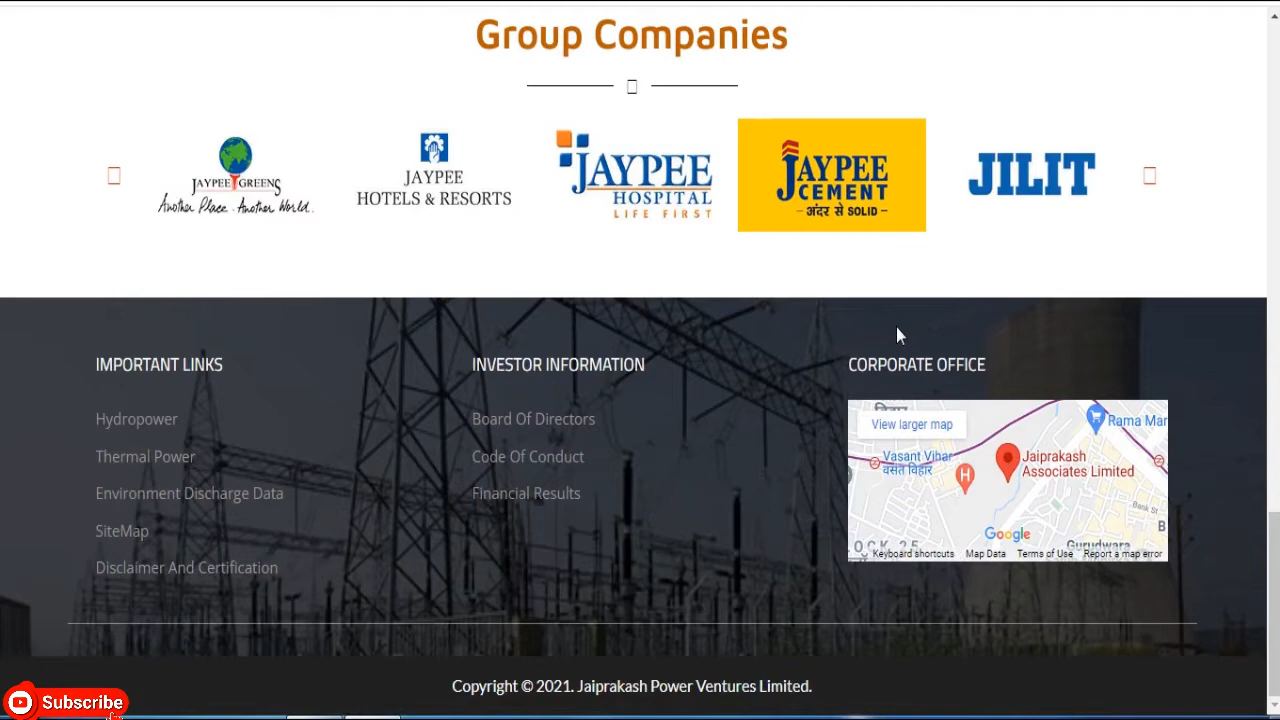 Group Companies
JAYPEE GREENS
Another Place . Another World.
JAYPEE
HOTELS & RESORTS
JAYPEE
HOSPITAL
LIFE FIRST
JAYPEE
CEMENT
अंदर से SOLID
JILIT
IMPORTANT LINKS
Hydropower
Thermal Power
Environment Discharge Data
SiteMap
Disclaimer And Certification
INVESTOR INFORMATION
Board Of Directors
Code Of Conduct
Financial Results
CORPORATE OFFICE
View larger map
Rama Mar
Vasant Vihar
वसंत विहार
H
Jaiprakash
Associates Limited
Bank St
B
Google
Gurudwara
Keyboard shortcuts
Map Data
Terms of Use
Report a map error
Copyright © 2021. Jaiprakash Power Ventures Limited.
Subscribe